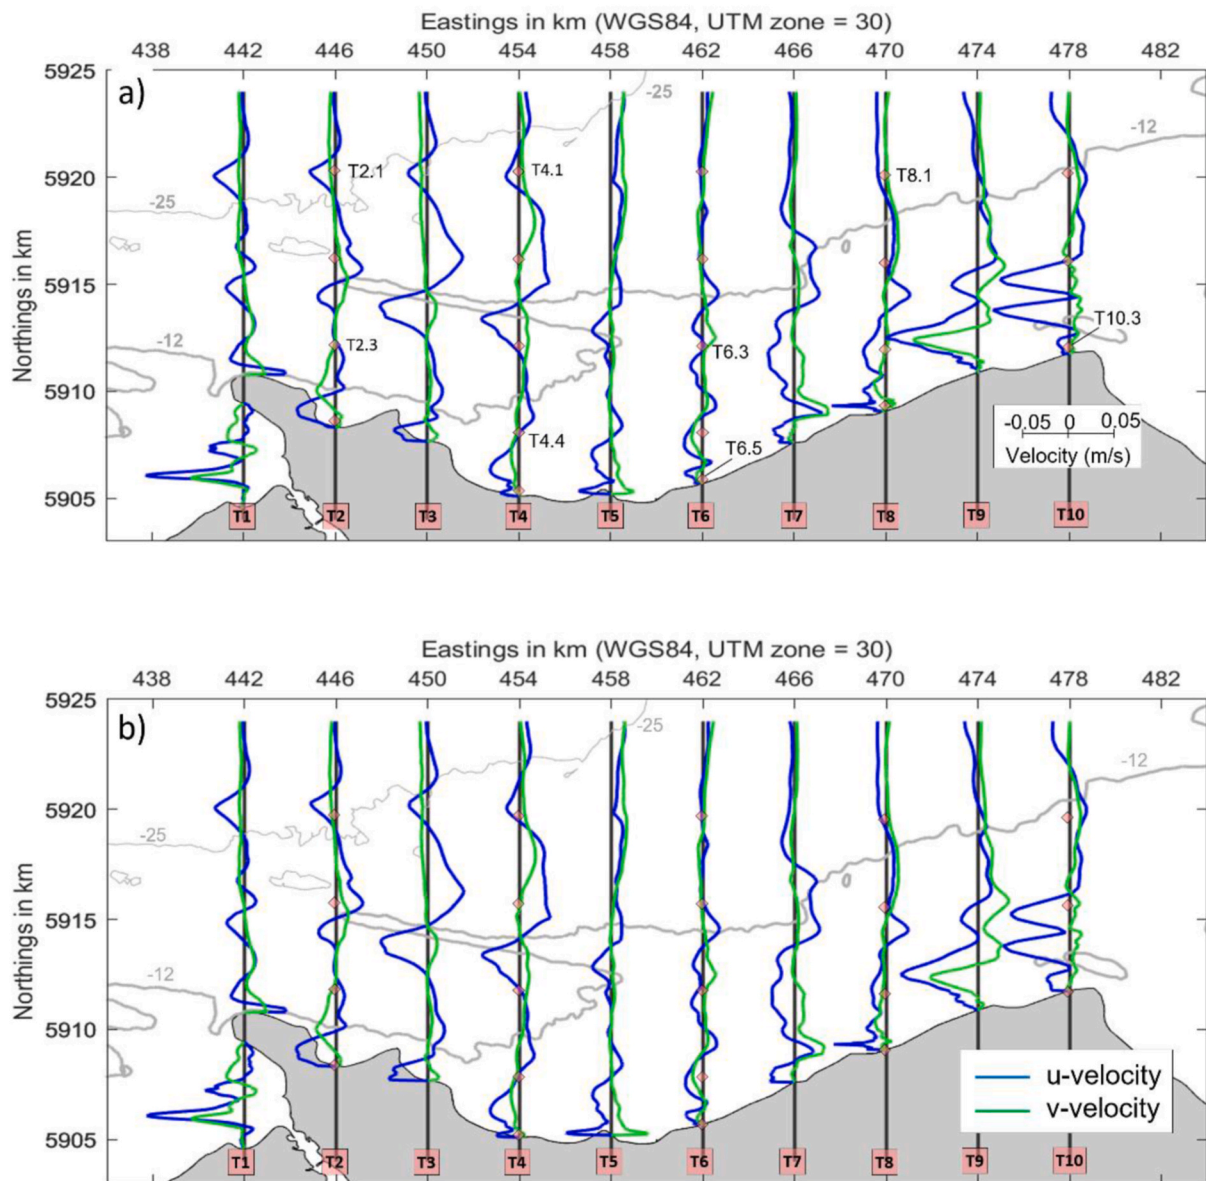 Eastings in km (WGS84, UTM zone = 30)
438 442 446 450 454 458 462 466 470 474 478 482
5925
a)
-25
-12
5920
T2.1
T4.1
T8.1
-25
5915
T10.3
-12
T2.3
T6.3
5910
-0.05 0 0.05
T4.4
T6.5
Velocity (m/s)
5905
T1 T2 T3 T4 T5 T6 T7 T8 T9 T10
Northings in km
Eastings in km (WGS84, UTM zone = 30)
438 442 446 450 454 458 462 466 470 474 478 482
5925
b)
-25
-12
5920
-25
5915
-12
5910
u-velocity
v-velocity
5905
T1 T2 T3 T4 T5 T6 T7 T8 T9 T10
Northings in km